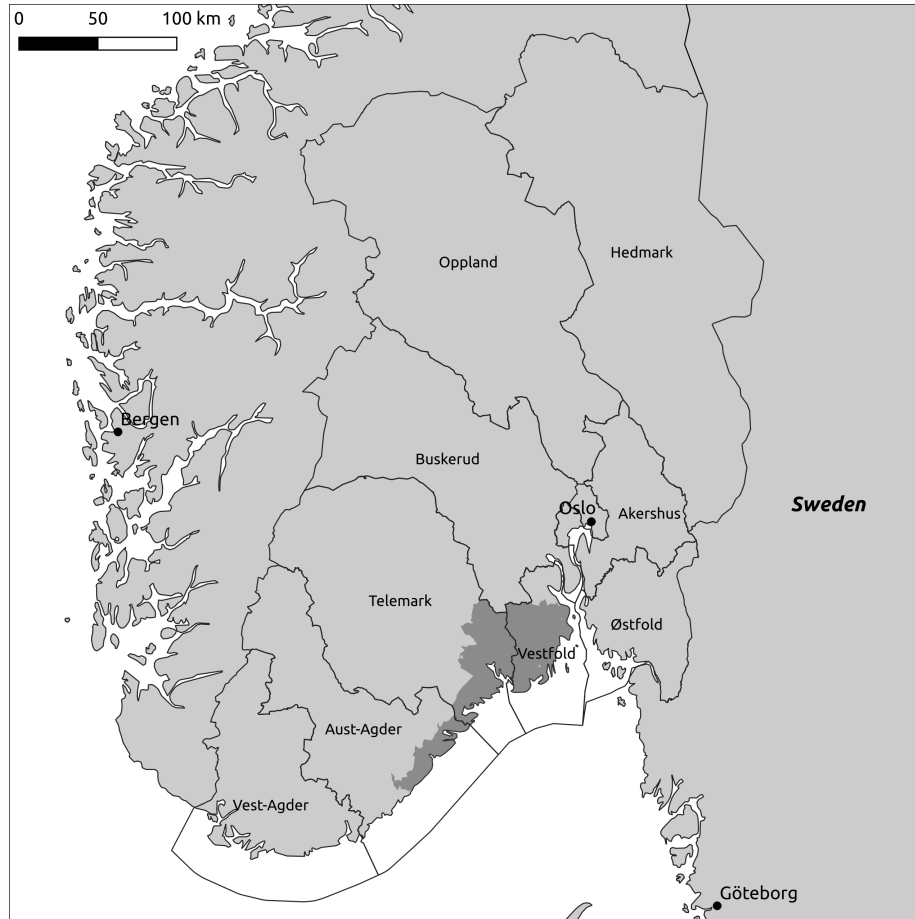 0 50 100 km
Oppland
Hedmark
Bergen
Buskerud
Sweden
Oslo
Akershus
Telemark
Østfold
Vestfold
Aust-Agder
Vest-Agder
Göteborg